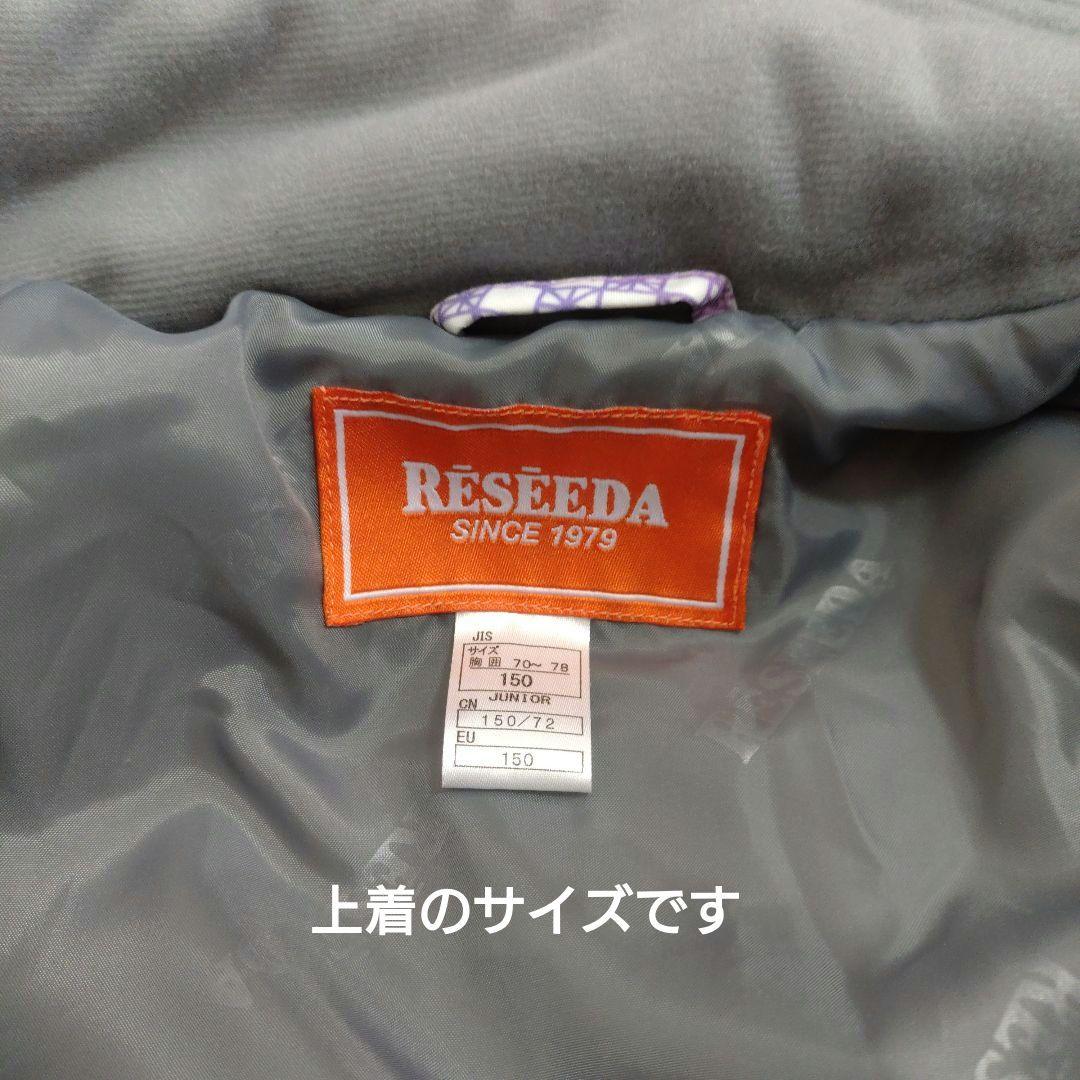 RĒSĒEDA
SINCE 1979
JIS
サイズ
胸囲 70～78
150
JUNIOR
CN
150/72
EU
150
上着のサイズです